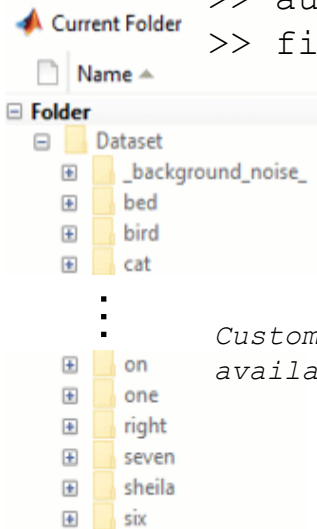 >> au
Current Folder
>> fi
Name
Folder
Dataset
_background_noise_
bed
bird
cat
Custom
availa
on
one
right
seven
sheila
six